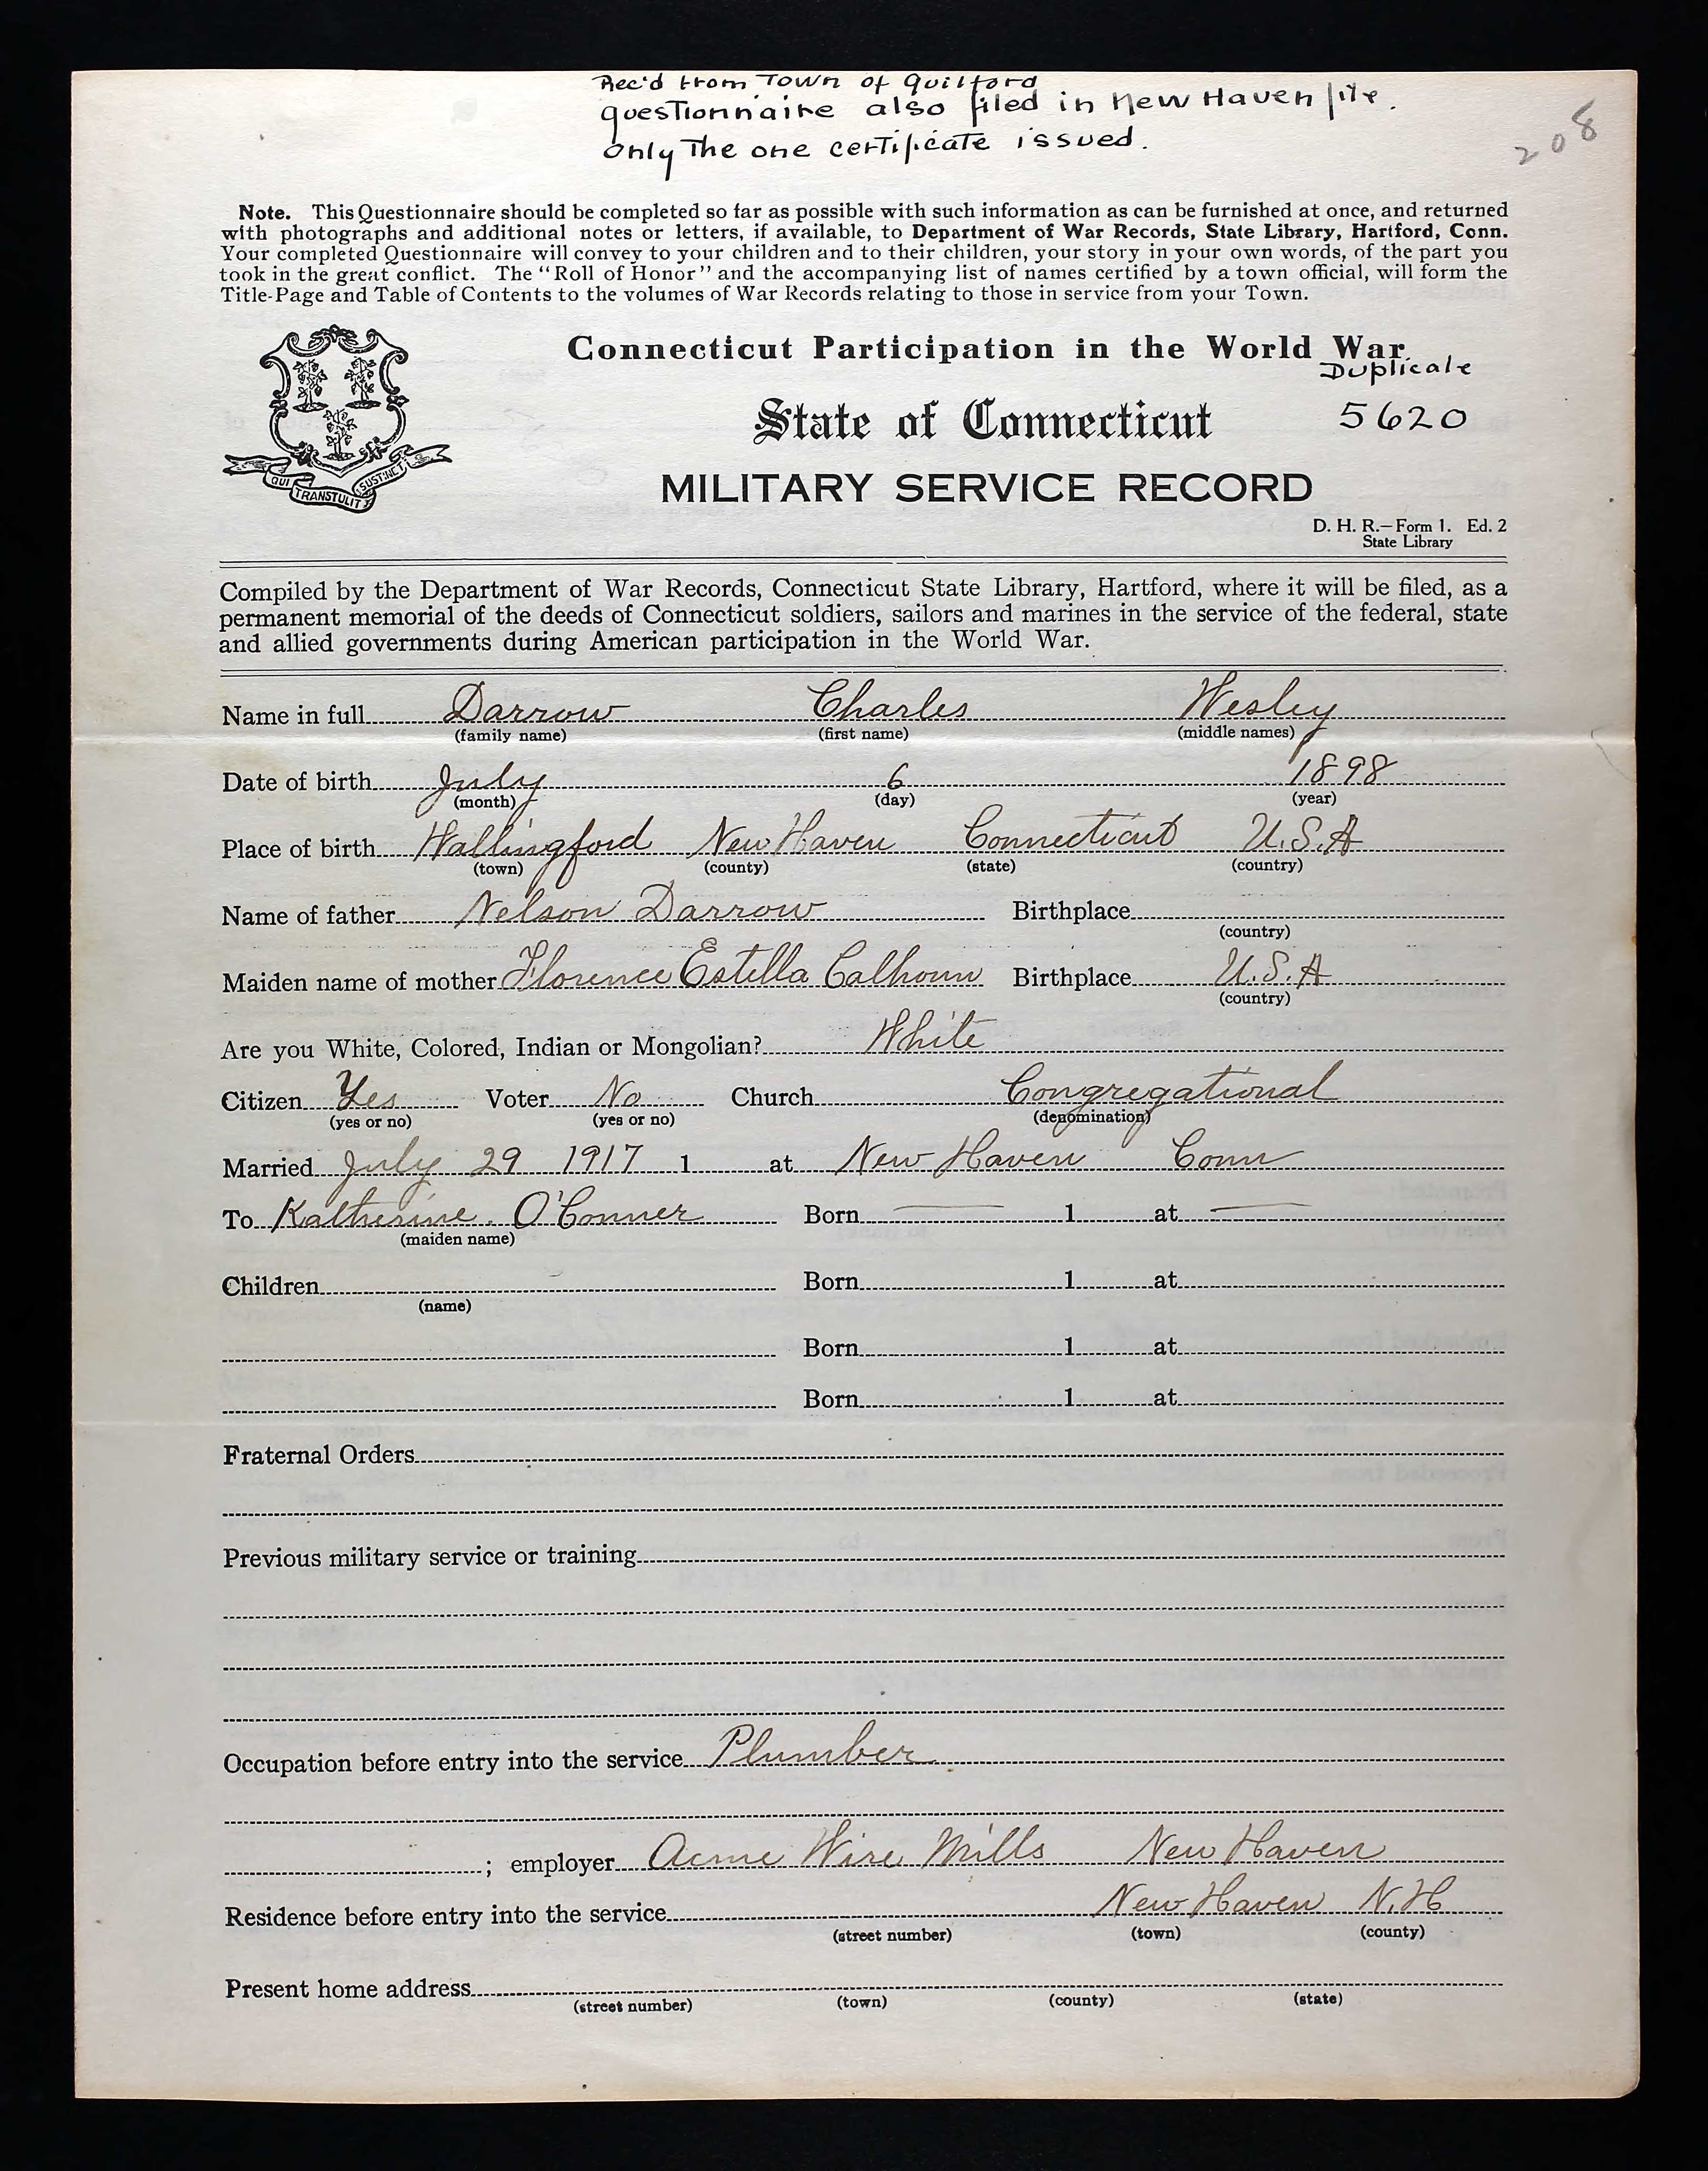 Rec'd from Town of Guilford
questionnaire also filed in New Haven file.
only The one certificate issued.
208
Note. This Questionnaire should be completed so far as possible with such information as can be furnished at once, and returned
with photographs and additional notes or letters, if available, to Department of War Records, State Library, Hartford, Conn.
Your completed Questionnaire will convey to your children and to their children, your story in your own words, of the part you
took in the great conflict. The "Roll of Honor" and the accompanying list of names certified by a town official, will form the
Title-Page and Table of Contents to the volumes of War Records relating to those in service from your Town.
Connecticut Participation in the World War.
Duplicate
State of Connecticut 5620
QUI TRANSTULIT SUSTINET
MILITARY SERVICE RECORD
D. H. R.—Form 1. Ed. 2
State Library
Compiled by the Department of War Records, Connecticut State Library, Hartford, where it will be filed, as a
permanent memorial of the deeds of Connecticut soldiers, sailors and marines in the service of the federal, state
and allied governments during American participation in the World War.
Name in full Darrow Charles Wesley
(family name) (first name) (middle names)
Date of birth July 6 1898
(month) (day) (year)
Place of birth Wallingford New Haven Connecticut U.S.A
(town) (county) (state) (country)
Name of father Nelson Darrow Birthplace
(country)
Maiden name of mother Florence Estella Calhoun Birthplace U.S.A
(country)
Are you White, Colored, Indian or Mongolian? White
Citizen Yes Voter No Church Congregational
(yes or no) (yes or no) (denomination)
Married July 29 1917 1 at New Haven Conn
To Katherine O'Conner Born — 1 at —
(maiden name)
Children Born 1 at
(name)
Born 1 at
Born 1 at
Fraternal Orders
Previous military service or training
Occupation before entry into the service Plumber
; employer Acme Wire Mills New Haven
Residence before entry into the service New Haven N.H
(street number) (town) (county)
Present home address
(street number) (town) (county) (state)